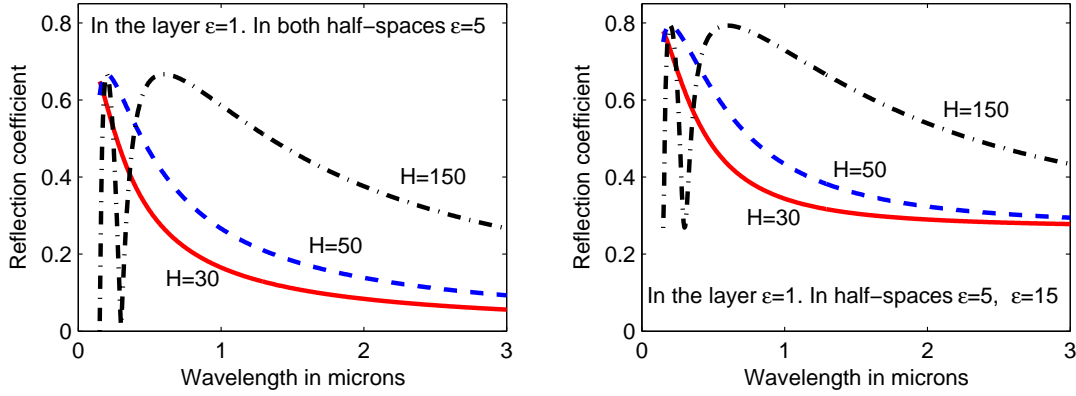 In the layer ε=1. In both half−spaces ε=5
Reflection coefficient
0.8
0.6
0.4
0.2
0
H=150
H=50
H=30
0
1
2
3
Wavelength in microns
Reflection coefficient
0.8
0.6
0.4
0.2
0
H=150
H=50
H=30
In the layer ε=1. In half−spaces ε=5, ε=15
0
1
2
3
Wavelength in microns